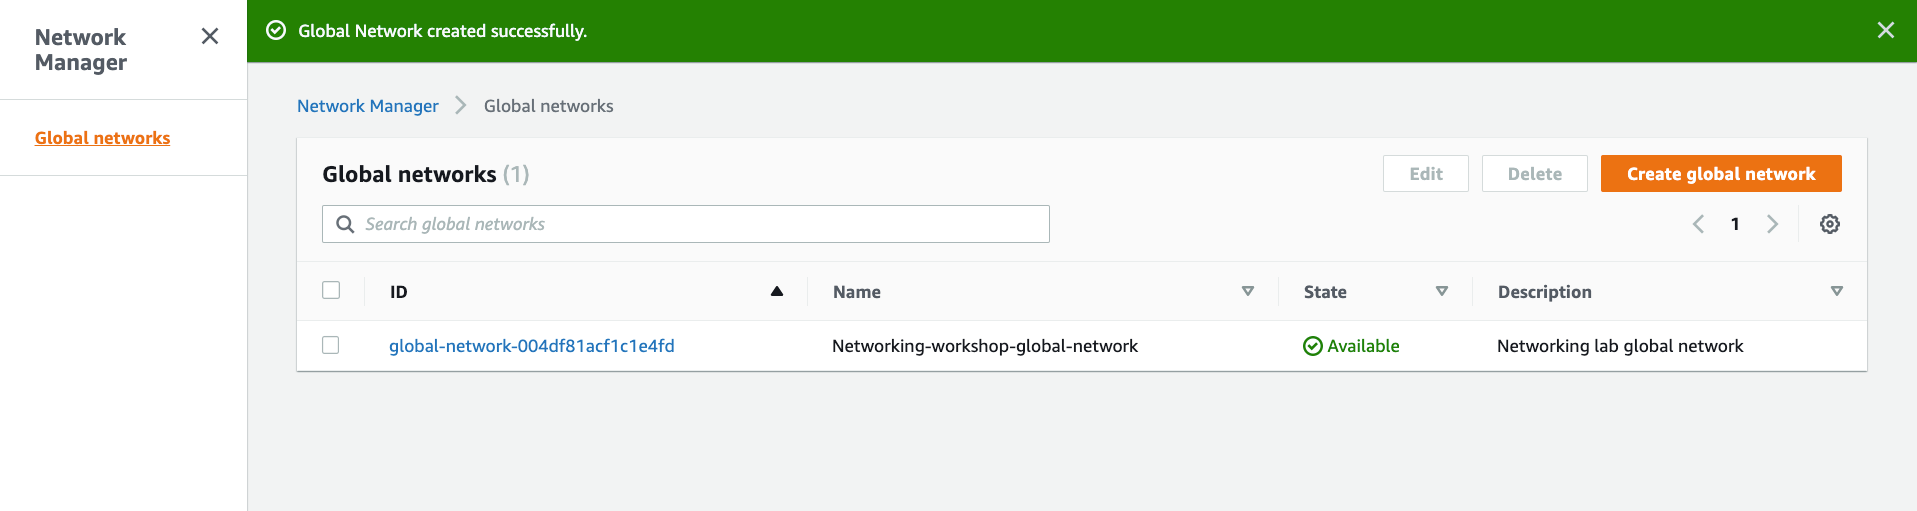 Network
Manager
Global networks
Global Network created successfully.
Network Manager Global networks
Global networks (1)
Edit Delete Create global network
Search global networks
1
ID Name State Description
global-network-004df81acf1c1e4fd Networking-workshop-global-network Available Networking lab global network